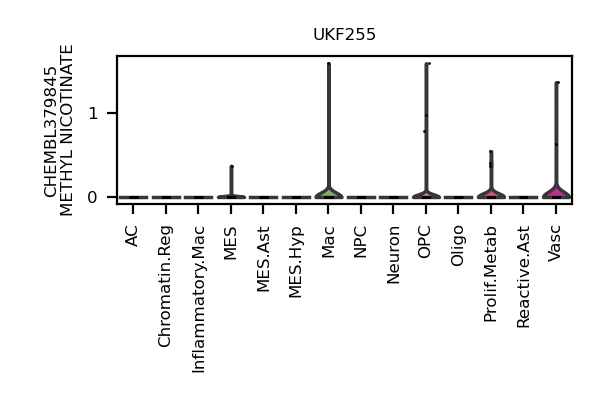 UKF255
CHEMBL379845
METHYL NICOTINATE
1
0
AC
Chromatin.Reg
Inflammatory.Mac
MES
MES.Ast
MES.Hyp
Mac
NPC
Neuron
OPC
Oligo
Prolif.Metab
Reactive.Ast
Vasc